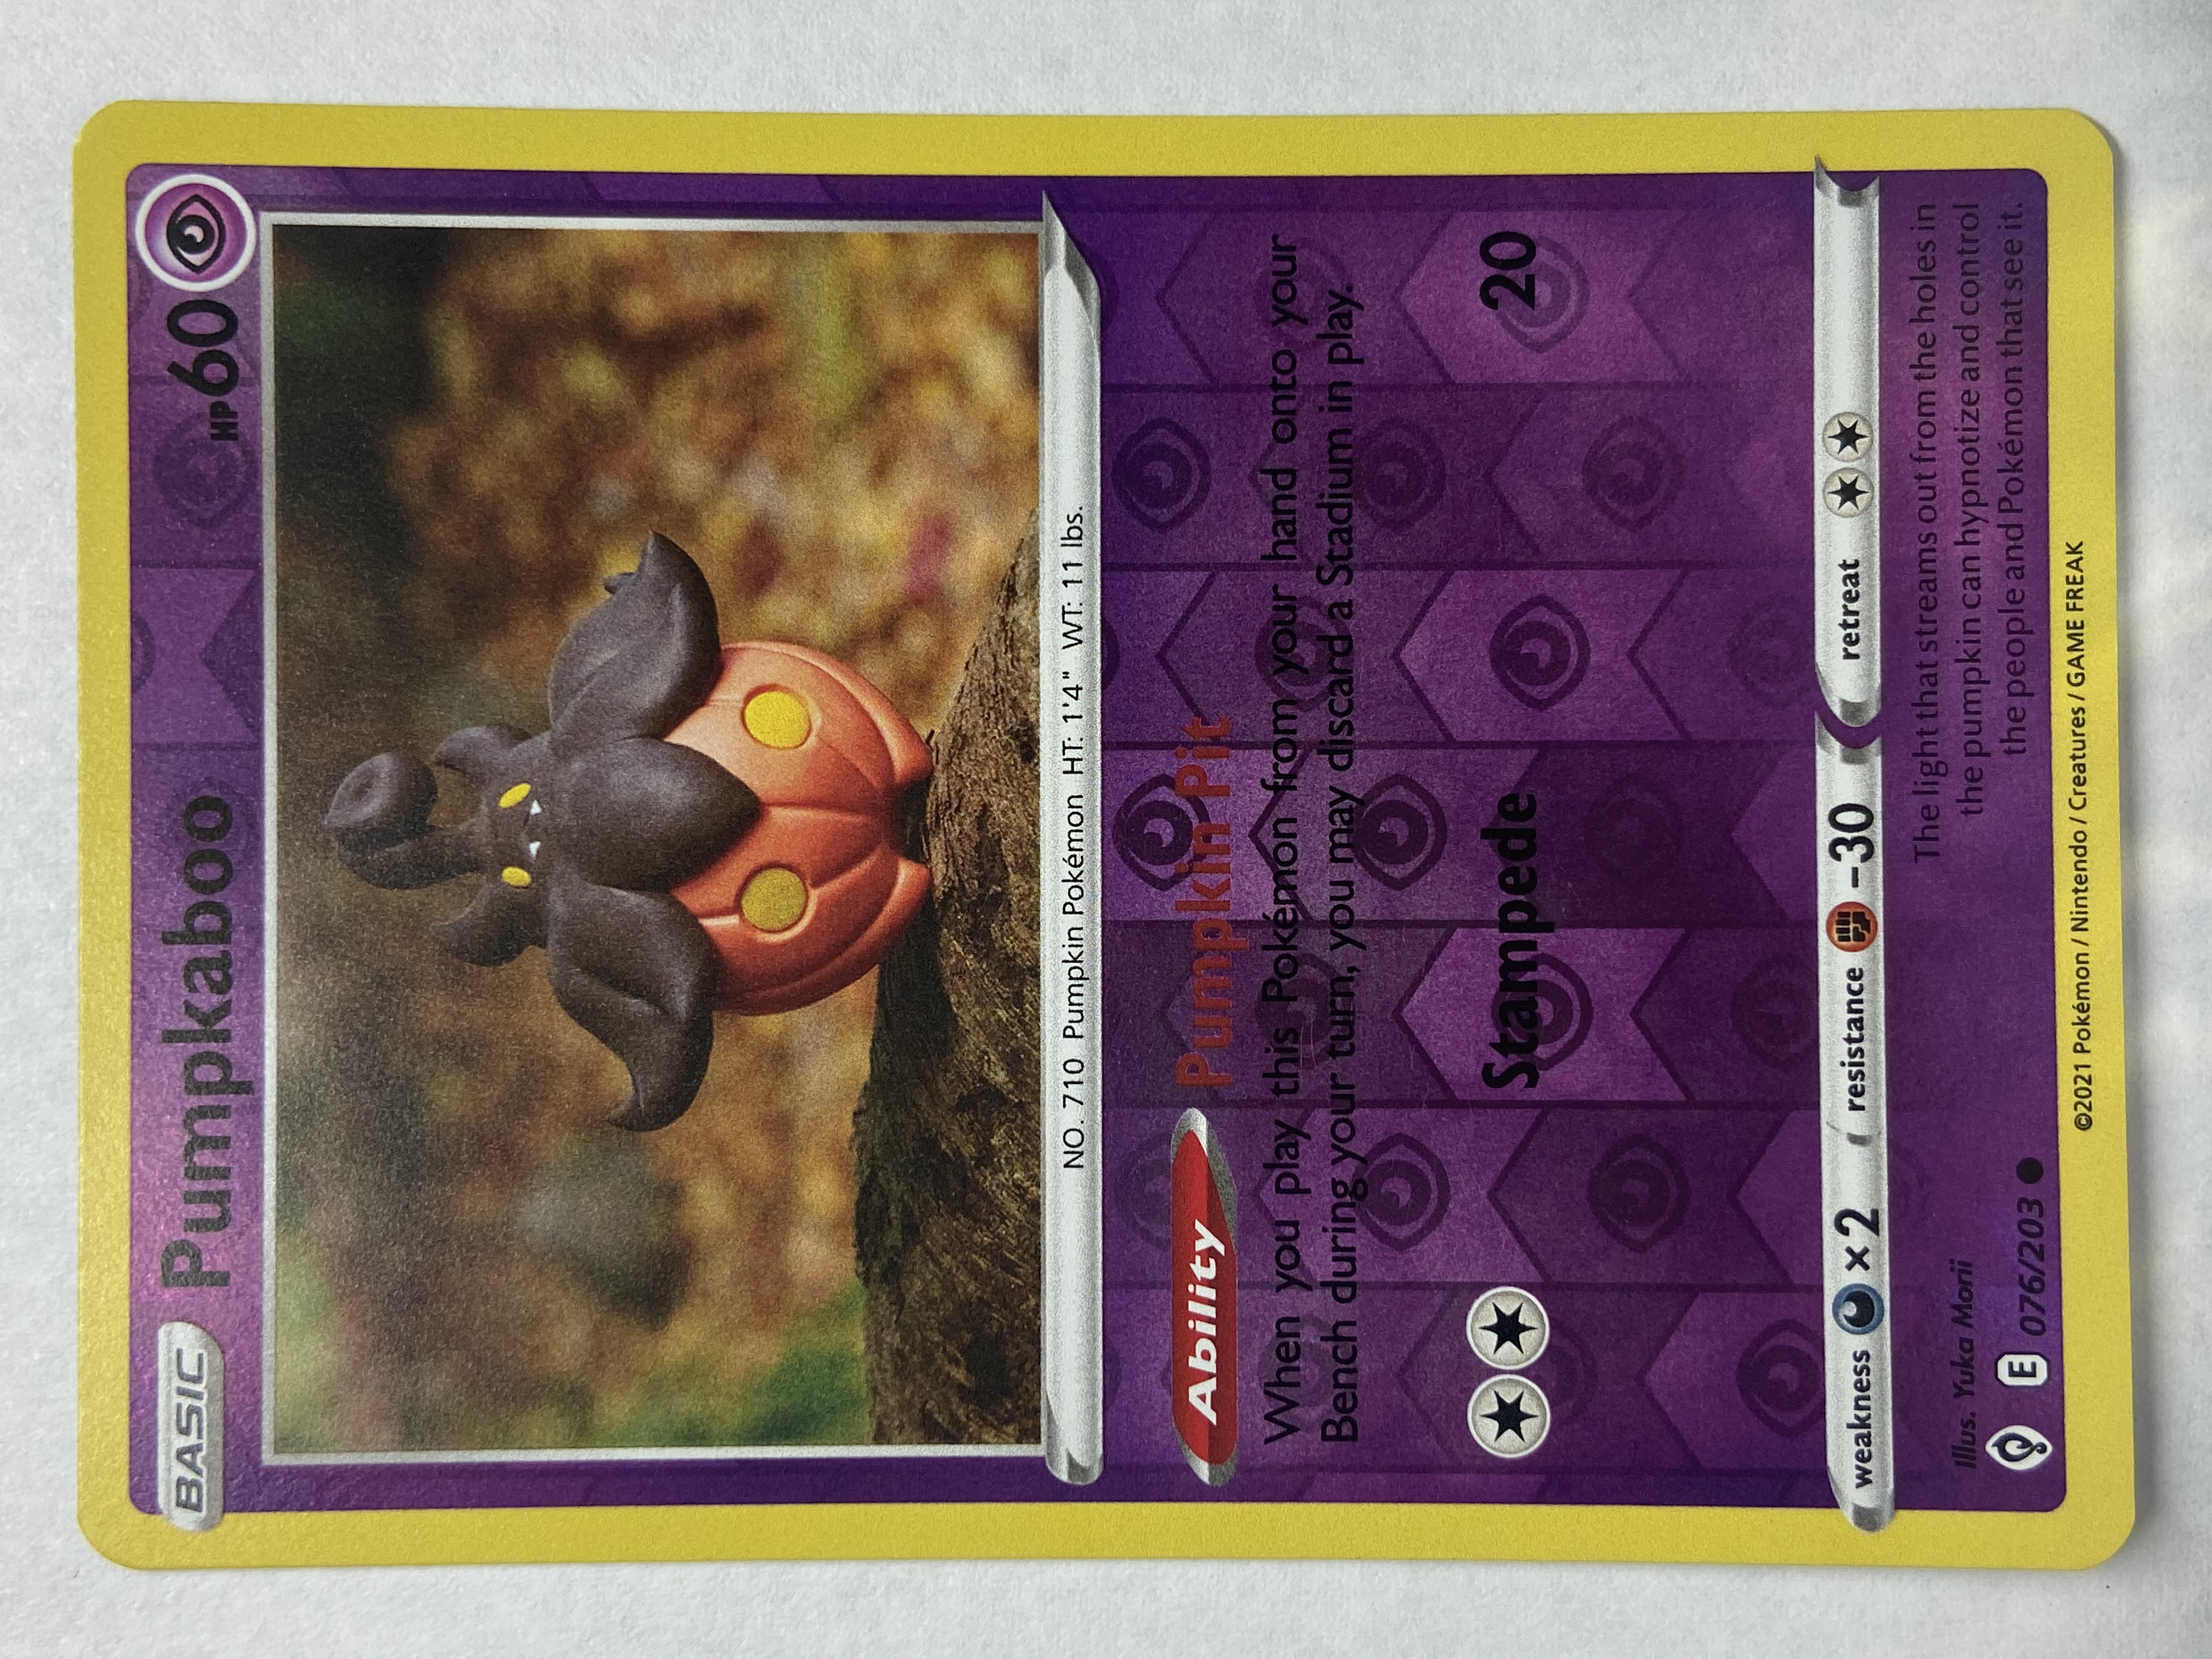 BASIC Pumpkaboo HP 60
NO. 710 Pumpkin Pokémon HT: 1'4" WT: 11 lbs.
Ability Pumpkin Pit
When you play this Pokémon from your hand onto your
Bench during your turn, you may discard a Stadium in play.
Stampede 20
weakness ×2 resistance -30 retreat
The light that streams out from the holes in
the pumpkin can hypnotize and control
the people and Pokémon that see it.
Illus. Yuka Morii
E 076/203
©2021 Pokémon / Nintendo / Creatures / GAME FREAK